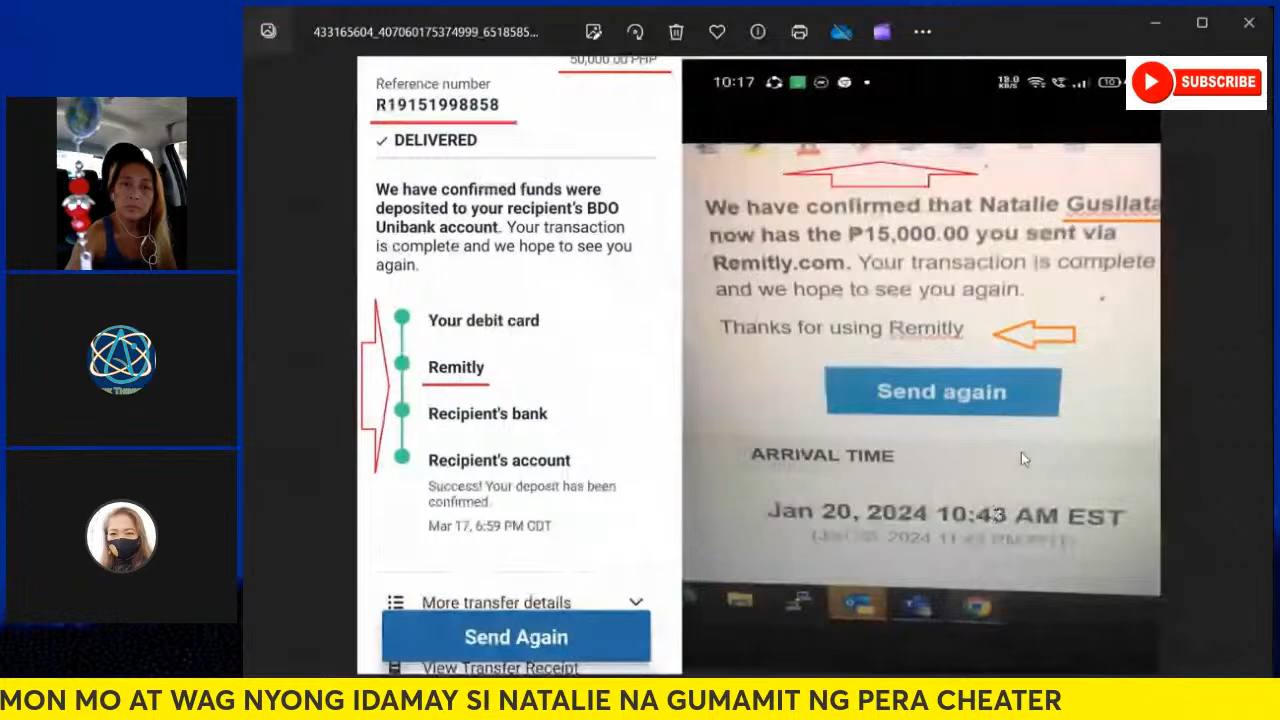 433165604_407060175374999_6518585...
SUBSCRIBE
50,000.00 PHP
Reference number
R19151998858
DELIVERED
We have confirmed funds were
deposited to your recipient's BDO
Unibank account. Your transaction
is complete and we hope to see you
again.
Your debit card
Remitly
Recipient's bank
Recipient's account
Success! Your deposit has been
confirmed.
Mar 17, 6:59 PM CDT
More transfer details
Send Again
View Transfer Receipt
10:17
18.0
KB/S
10
We have confirmed that Natalie Gusilata
now has the ₱15,000.00 you sent via
Remitly.com. Your transaction is complete
and we hope to see you again.
Thanks for using Remitly
Send again
ARRIVAL TIME
Jan 20, 2024 10:43 AM EST
MON MO AT WAG NYONG IDAMAY SI NATALIE NA GUMAMIT NG PERA CHEATER